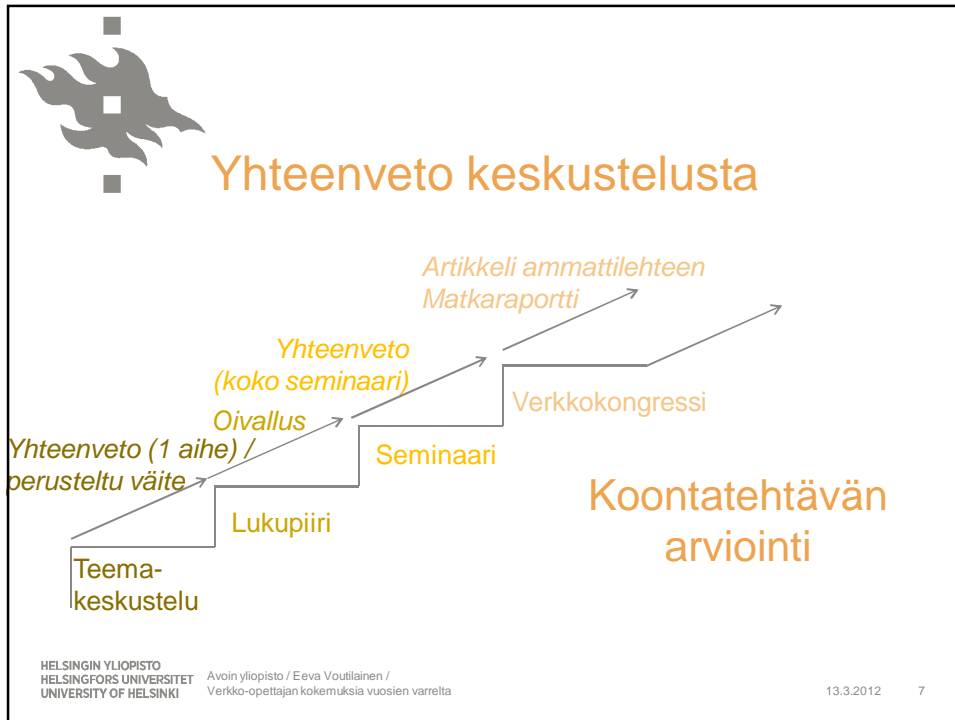 Yhteenveto keskustelusta
Artikkeli ammattilehteen
Matkaraportti
Yhteenveto
(koko seminaari)
Verkkokongressi
Oivallus
Yhteenveto (1 aihe) /
perusteltu väite
Seminaari
Koontatehtävän
arviointi
Lukupiiri
Teema-
keskustelu
HELSINGIN YLIOPISTO
HELSINGFORS UNIVERSITET
UNIVERSITY OF HELSINKI
Avoin yliopisto / Eeva Voutilainen /
Verkko-opettajan kokemuksia vuosien varrelta
13.3.2012
7